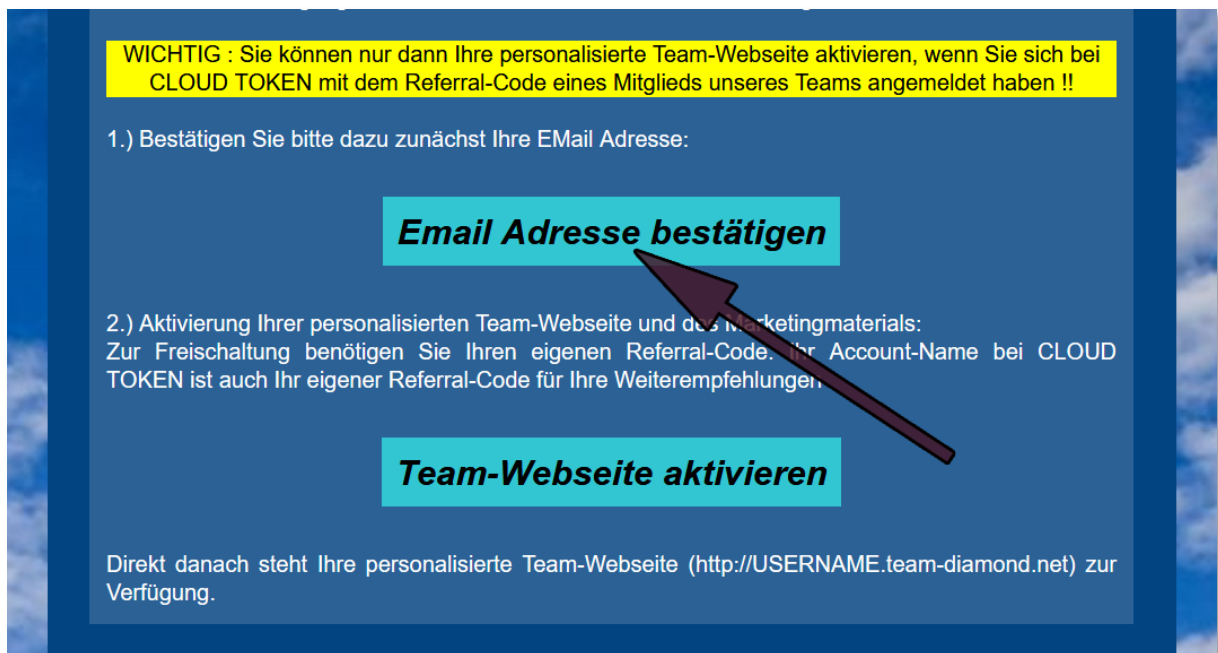 WICHTIG : Sie können nur dann Ihre personalisierte Team-Webseite aktivieren, wenn Sie sich bei
CLOUD TOKEN mit dem Referral-Code eines Mitglieds unseres Teams angemeldet haben !!
1.) Bestätigen Sie bitte dazu zunächst Ihre EMail Adresse:
Email Adresse bestätigen
2.) Aktivierung Ihrer personalisierten Team-Webseite und des Marketingmaterials:
Zur Freischaltung benötigen Sie Ihren eigenen Referral-Code. Ihr Account-Name bei CLOUD
TOKEN ist auch Ihr eigener Referral-Code für Ihre Weiterempfehlungen
Team-Webseite aktivieren
Direkt danach steht Ihre personalisierte Team-Webseite (http://USERNAME.team-diamond.net) zur
Verfügung.